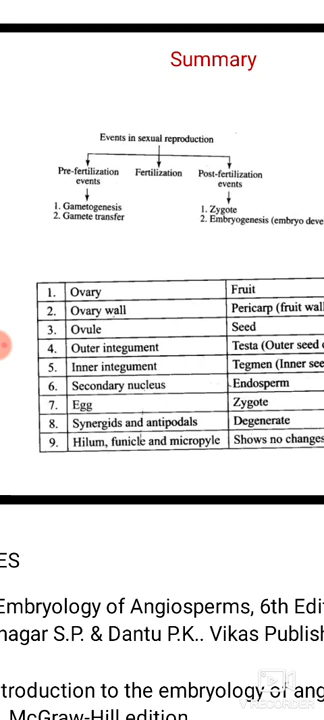 Summary
Events in sexual reproduction
Pre-fertilization events
Fertilization
Post-fertilization events
1. Gametogenesis
2. Gamete transfer
1. Zygote
2. Embryogenesis (embryo deve
1. Ovary Fruit
2. Ovary wall Pericarp (fruit wal
3. Ovule Seed
4. Outer integument Testa (Outer seed
5. Inner integument Tegmen (Inner see
6. Secondary nucleus Endosperm
7. Egg Zygote
8. Synergids and antipodals Degenerate
9. Hilum, funicle and micropyle Shows no changes
ES
Embryology of Angiosperms, 6th Edi
nagar S.P. & Dantu P.K.. Vikas Publish
troduction to the embryology of ang
McGraw-Hill edition
V RECORDER